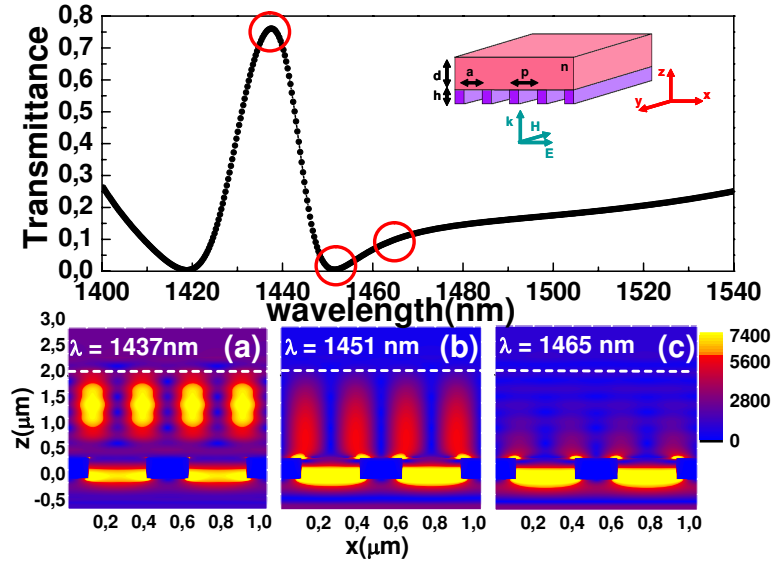 0,8
0,7
0,6
0,5
0,4
0,3
0,2
0,1
0,0
Transmittance
1400 1420 1440 1460 1480 1500 1520 1540
wavelength(nm)
d
h
a
p
n
k
H
E
z
y
x
3,0
2,5
2,0
1,5
1,0
0,5
0,0
-0,5
z(μm)
λ = 1437nm (a)
λ = 1451 nm (b)
λ = 1465nm (c)
7400
5600
2800
0
0,2 0,4 0,6 0,8 1,0
0,2 0,4 0,6 0,8 1,0
0,2 0,4 0,6 0,8 1,0
x(μm)